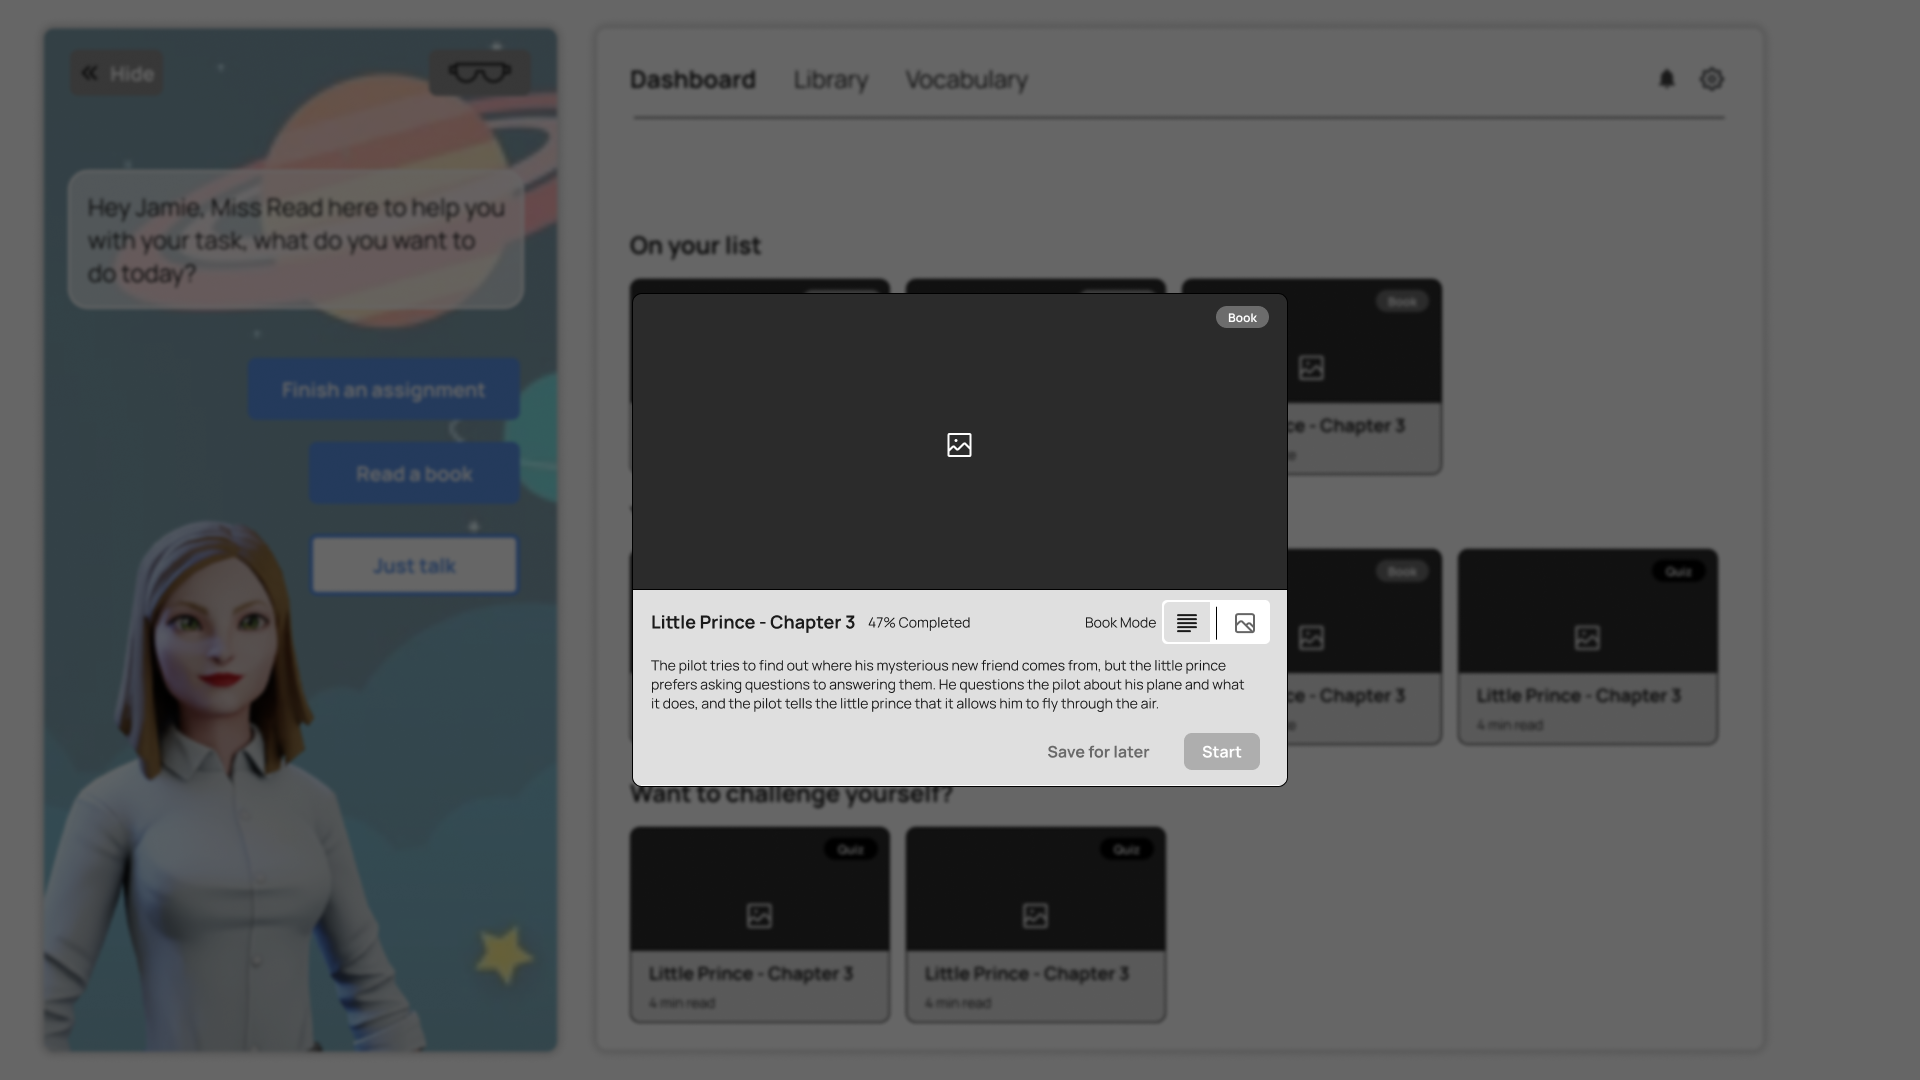 Hide
Hey Jamie, Miss Read here to help you
with your task, what do you want to
do today?
Finish an assignment
Read a book
Just talk
Dashboard Library Vocabulary
On your list
Book
- Chapter 3
Book
Little Prince - Chapter 3 47% Completed
Book Mode
The pilot tries to find out where his mysterious new friend comes from, but the little prince
prefers asking questions to answering them. He questions the pilot about his plane and what
it does, and the pilot tells the little prince that it allows him to fly through the air.
Save for later Start
Book
- Chapter 3
Quiz
Little Prince - Chapter 3
4 min read
Want to challenge yourself?
Quiz
Little Prince - Chapter 3
4 min read
Quiz
Little Prince - Chapter 3
4 min read